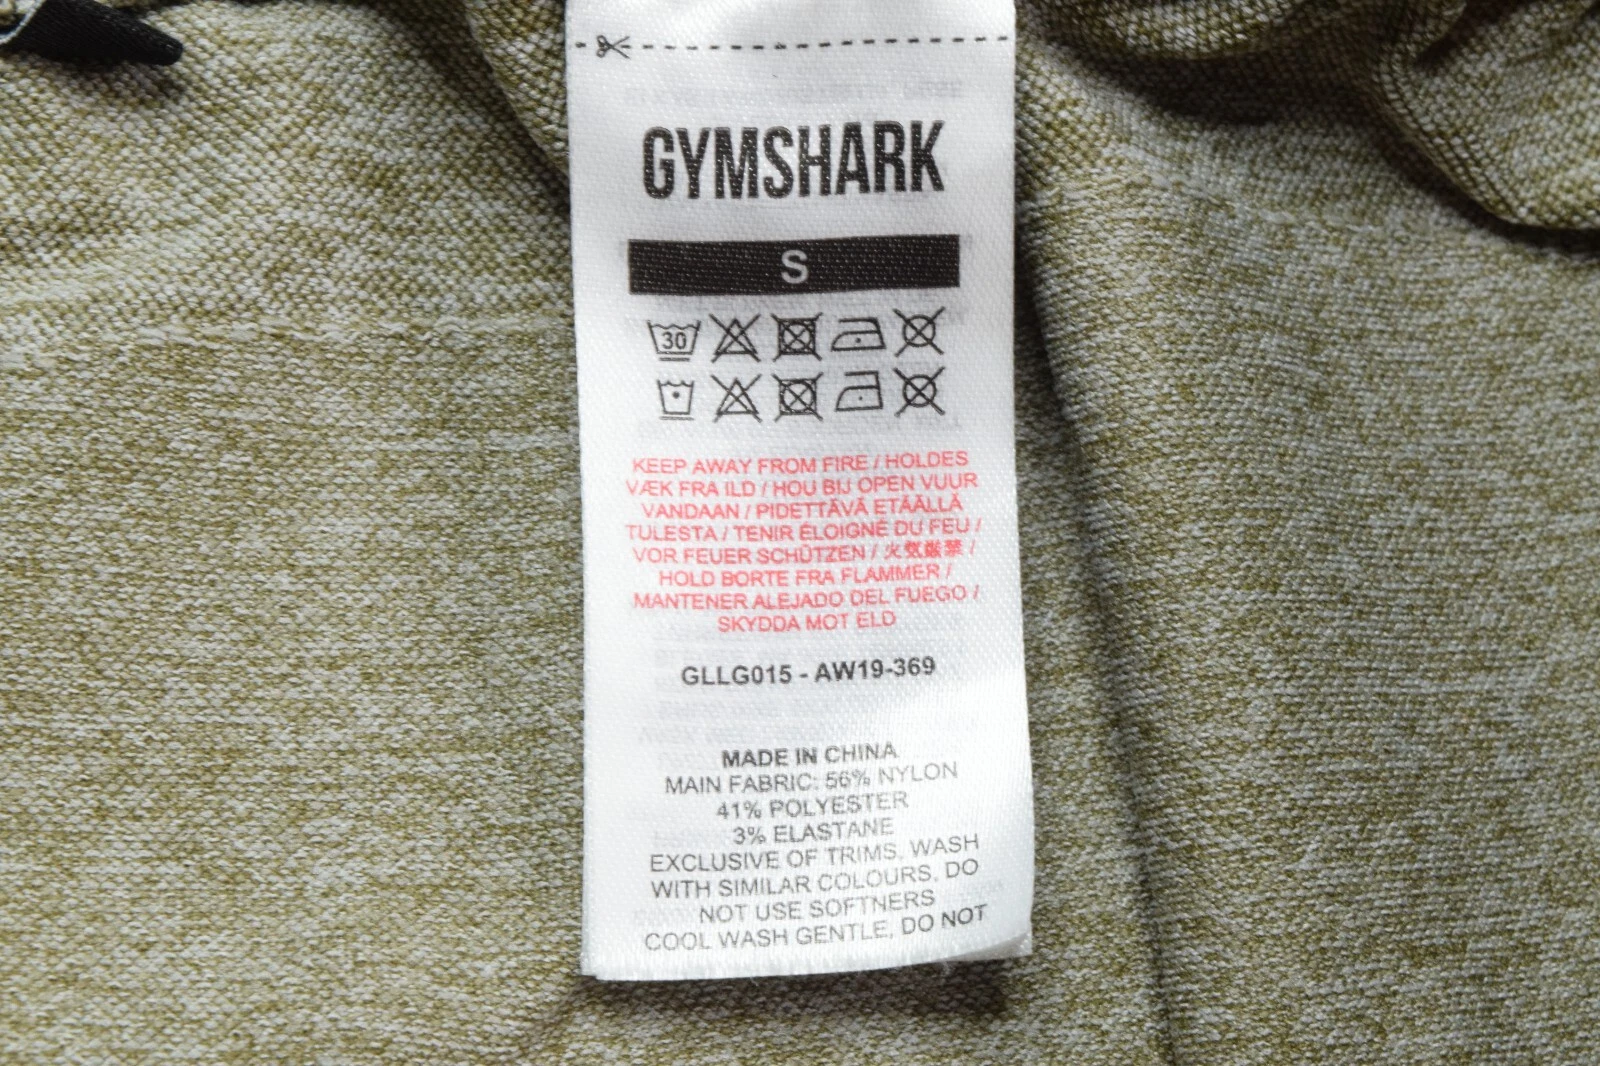 GYMSHARK
S
30
KEEP AWAY FROM FIRE / HOLDES
VÆK FRA ILD / HOU BIJ OPEN VUUR
VANDAAN / PIDETTÄVÄ ETÄÄLLÄ
TULESTA / TENIR ÉLOIGNÉ DU FEU /
VOR FEUER SCHÜTZEN / 火気厳禁 /
HOLD BORTE FRA FLAMMER /
MANTENER ALEJADO DEL FUEGO /
SKYDDA MOT ELD
GLLG015 - AW19-369
MADE IN CHINA
MAIN FABRIC: 56% NYLON
41% POLYESTER
3% ELASTANE
EXCLUSIVE OF TRIMS, WASH
WITH SIMILAR COLOURS, DO
NOT USE SOFTNERS
COOL WASH GENTLE, DO NOT